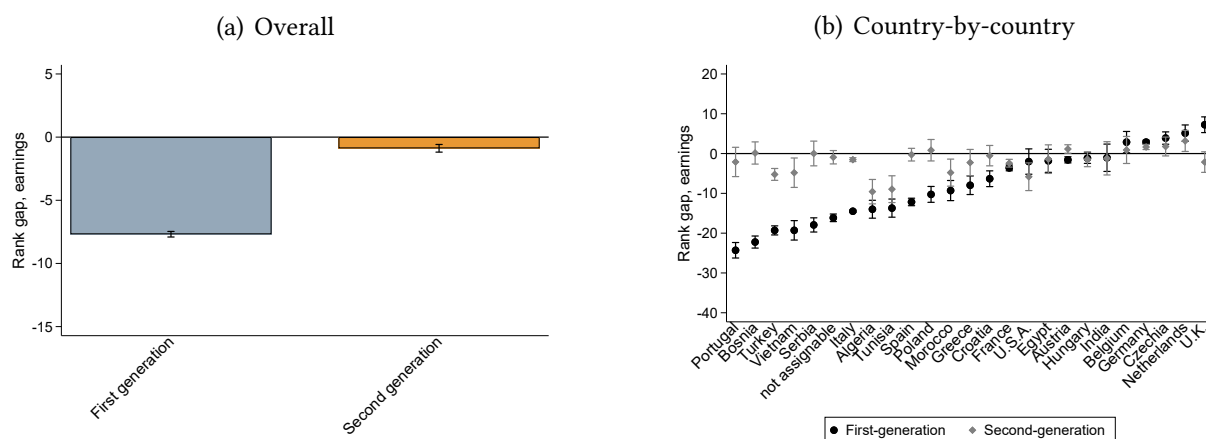 (a) Overall
5
0
-5
-10
-15
Rank gap, earnings
First generation
Second generation
(b) Country-by-country
20
10
0
-10
-20
-30
-40
Rank gap, earnings
Portugal
Bosnia
Turkey
Vietnam
Serbia
not assignable
Italy
Algeria
Tunisia
Spain
Poland
Morocco
Greece
Croatia
France
U.S.A.
Egypt
Austria
Hungary
India
Belgium
Germany
Czechia
Netherlands
U.K.
First-generation
Second-generation